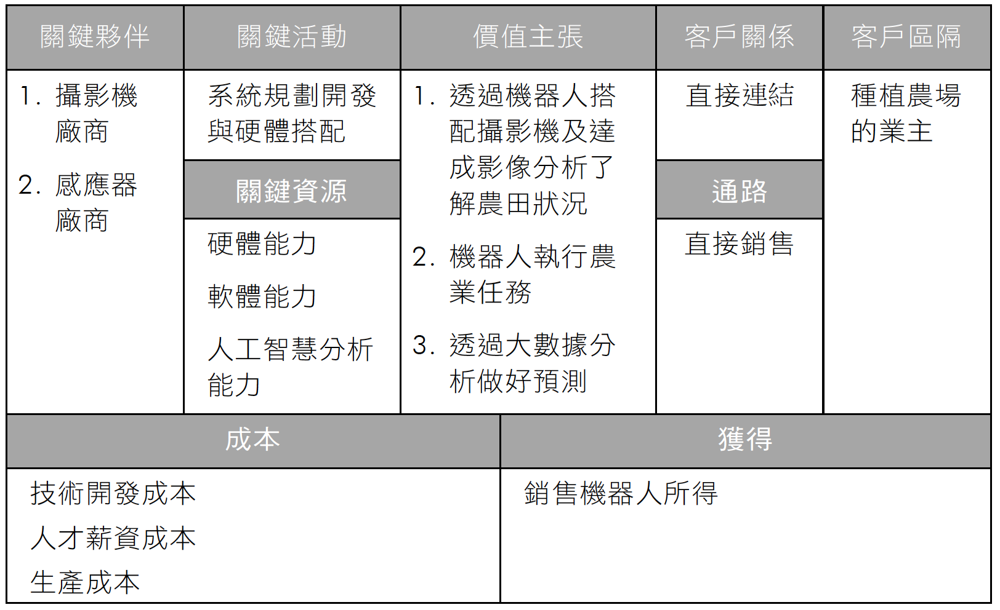 關鍵夥伴
1. 攝影機
廠商
2. 感應器
廠商
關鍵活動
系統規劃開發
與硬體搭配
關鍵資源
硬體能力
軟體能力
人工智慧分析
能力
價值主張
1. 透過機器人搭
配攝影機及達
成影像分析了
解農田狀況
2. 機器人執行農
業任務
3. 透過大數據分
析做好預測
客戶關係
直接連結
通路
直接銷售
客戶區隔
種植農場
的業主
成本
技術開發成本
人才薪資成本
生產成本
獲得
銷售機器人所得